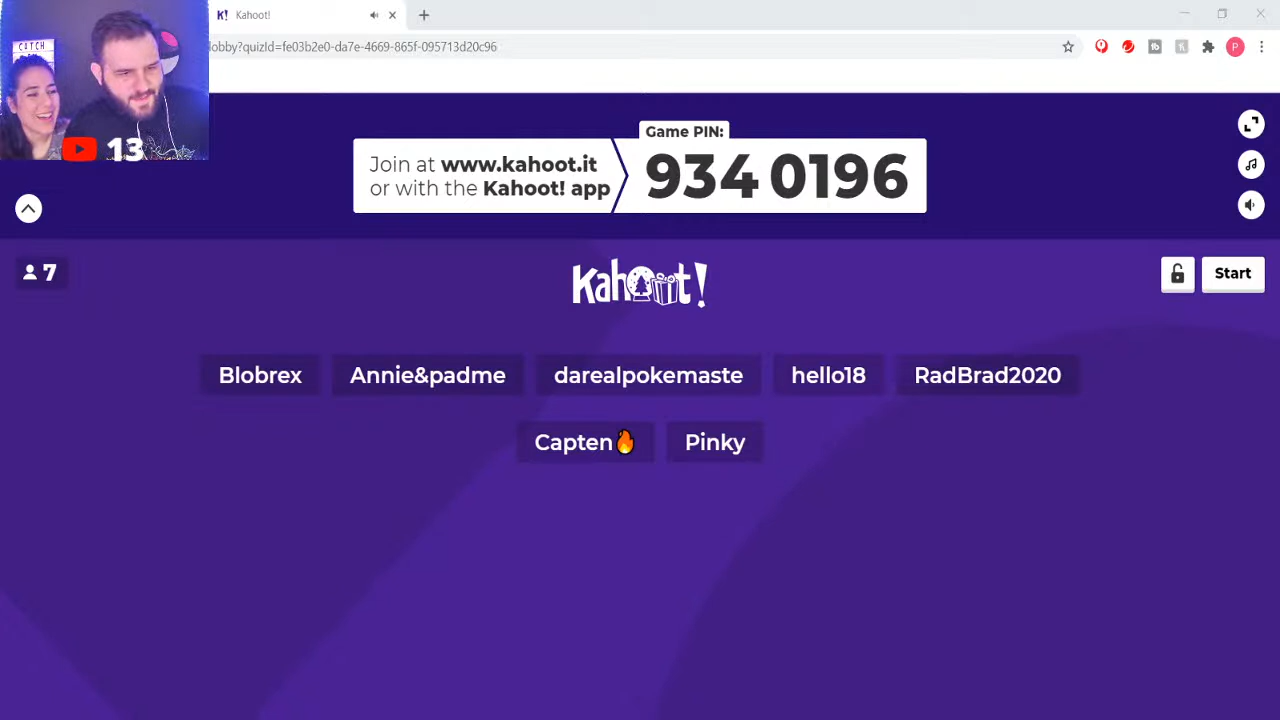 Kahoot!
lobby?quizId=fe03b2e0-da7e-4669-865f-095713d20c96
CATCH
13
Game PIN:
Join at www.kahoot.it
or with the Kahoot! app
934 0196
7
Kahoot!
Start
Blobrex Annie&padme darealpokemaste hello18 RadBrad2020
Capten🔥 Pinky